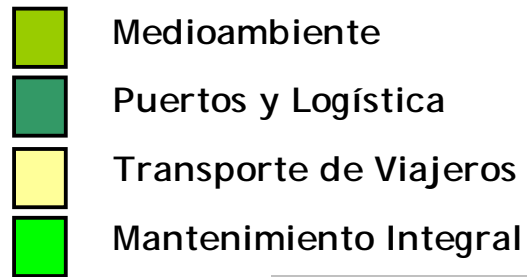 Medioambiente
Puertos y Logística
Transporte de Viajeros
Mantenimiento Integral